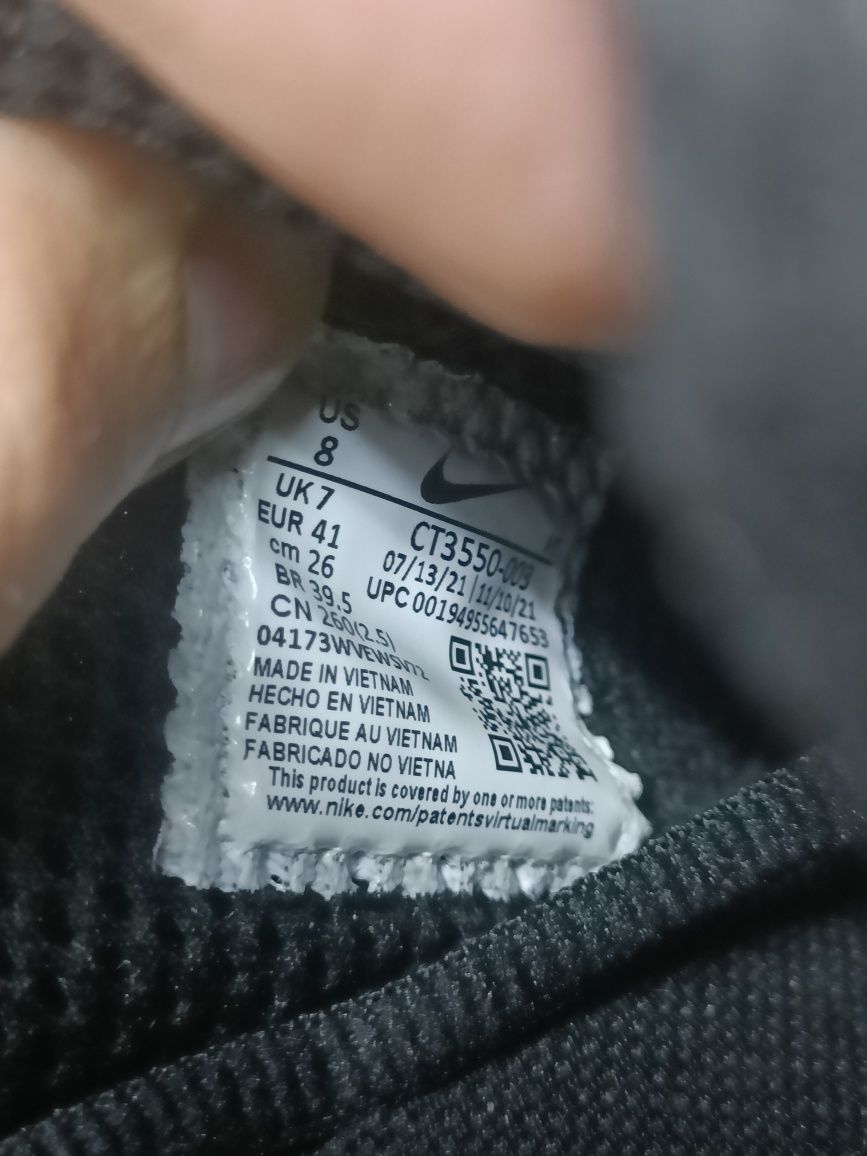 US
8
UK 7
EUR 41
cm 26
BR 39.5
CN 260(2.5)
CT3550-003
07/13/21 | 11/10/21
UPC 00194955647653
04173WVEWSV72
MADE IN VIETNAM
HECHO EN VIETNAM
FABRIQUE AU VIETNAM
FABRICADO NO VIETNA
This product is covered by one or more patents:
www.nike.com/patentsvirtualmarking